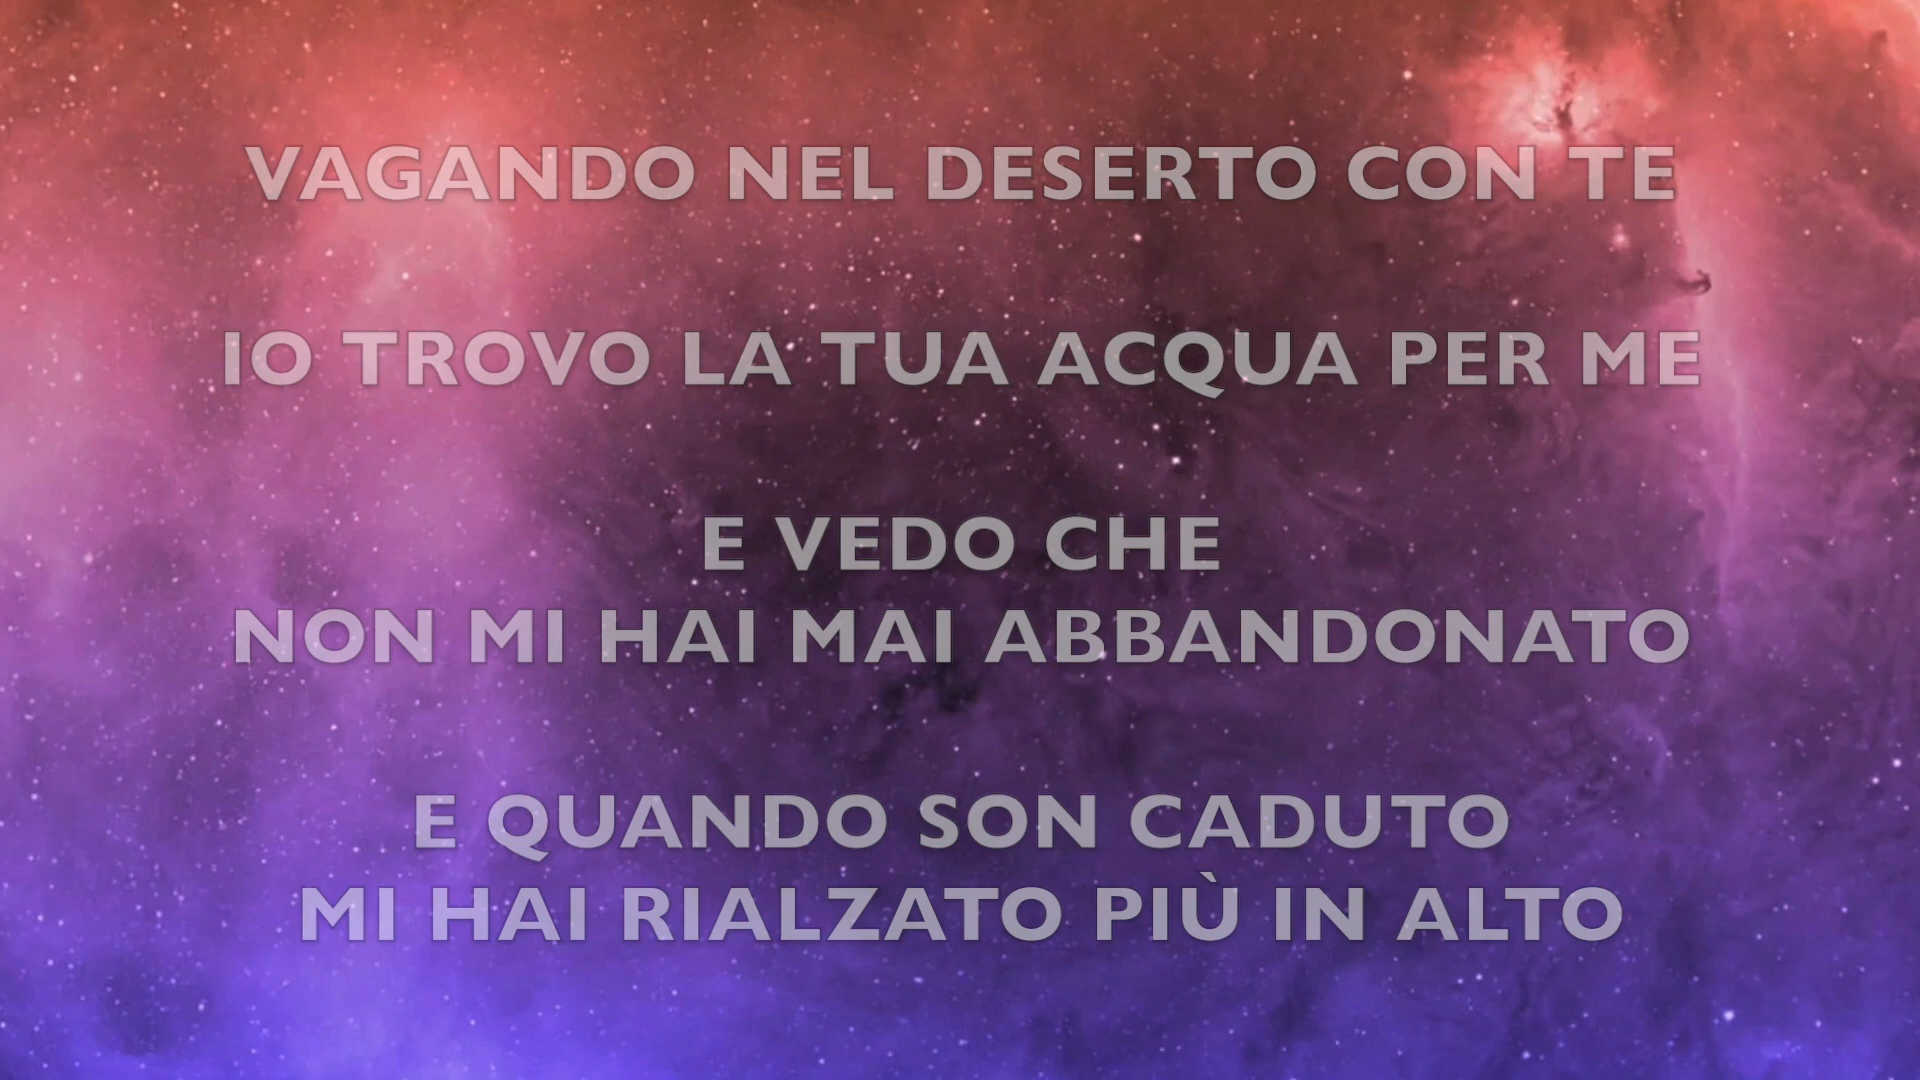 VAGANDO NEL DESERTO CON TE
IO TROVO LA TUA ACQUA PER ME
E VEDO CHE
NON MI HAI MAI ABBANDONATO
E QUANDO SON CADUTO
MI HAI RIALZATO PIÙ IN ALTO